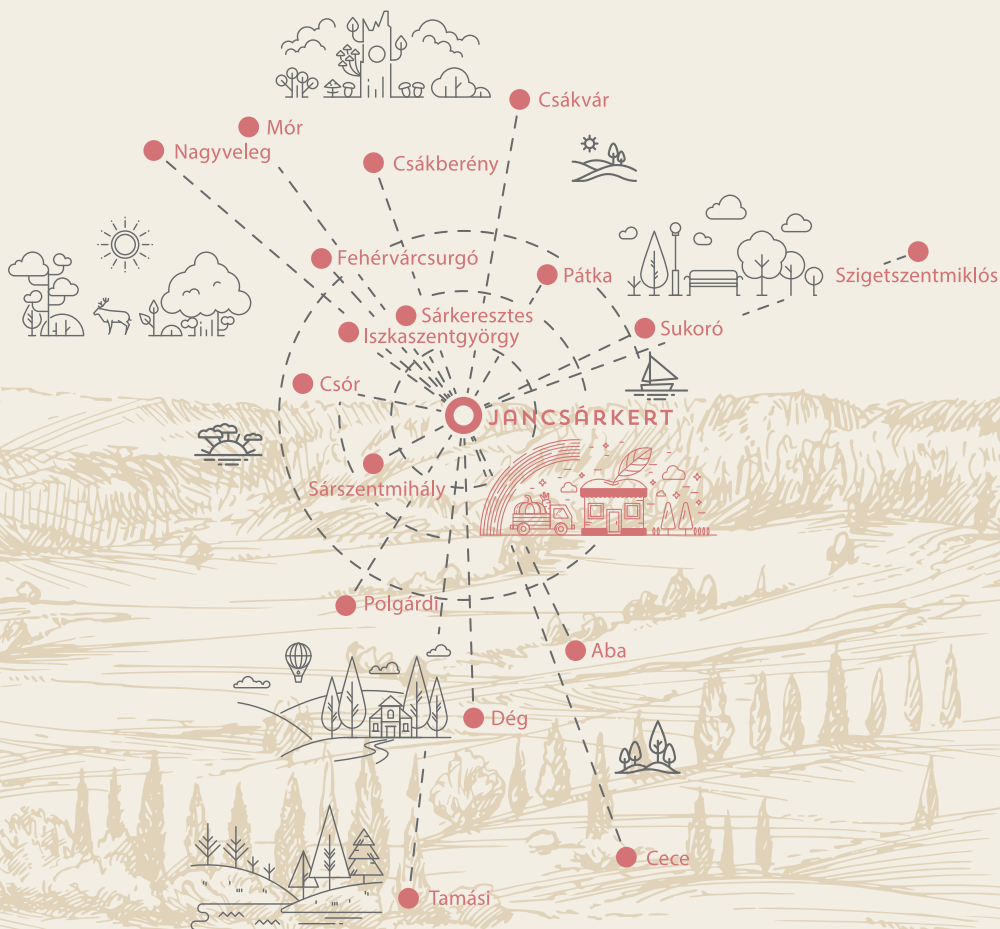 Csákvár
Mór
Nagyveleg
Csákberény
Fehérvárcsurgó
Pátka
Szigetszentmiklós
Sárkeresztes
Sukoró
Iszkaszentgyörgy
Csór
JANCSÁRKERT
Sárszentmihály
Polgárdi
Aba
Dég
Cece
Tamási